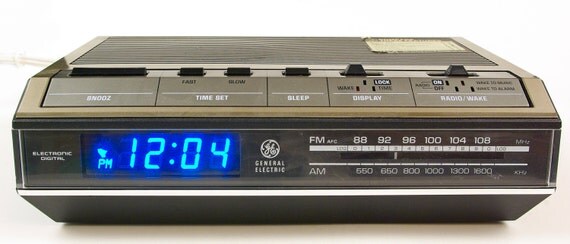 FAST SLOW LOCK ON WAKE TO MUSIC
WAKE TIME OFF WAKE TO ALARM
SNOOZ TIME SET SLEEP DISPLAY RADIO/WAKE
ELECTRONIC
DIGITAL
PM 12:04
GE
GENERAL
ELECTRIC
FM AFC 88 92 96 100 104 108 MHz
AM 550 650 800 1000 1300 1600 KHz